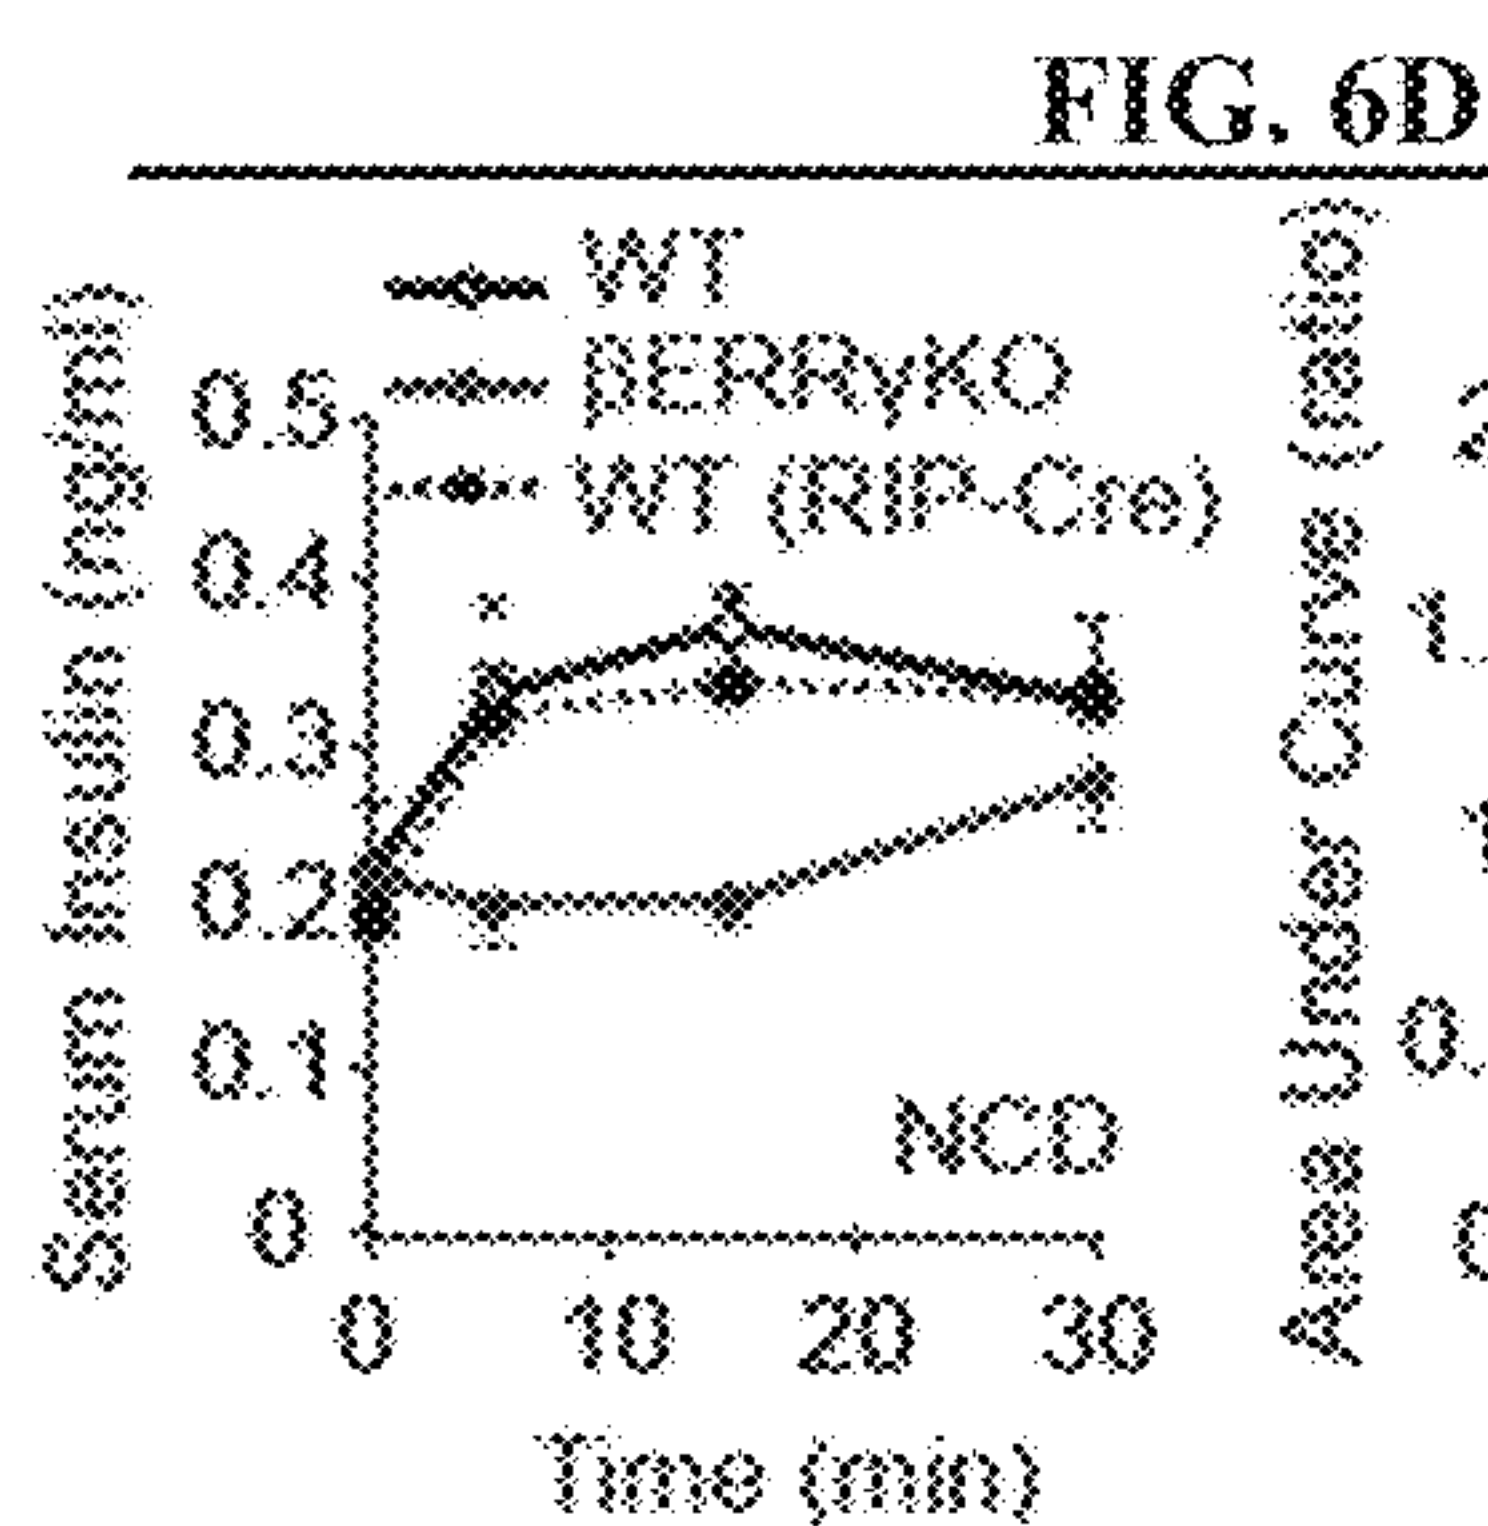 FIG. 6D
Serum Insulin (ng/ml)
WT
βERRγKO
WT (RIP-Cre)
0.5
0.4
0.3
0.2
0.1
0
NCD
0
10
20
30
Time (min)
Area Under Curve (ratio)